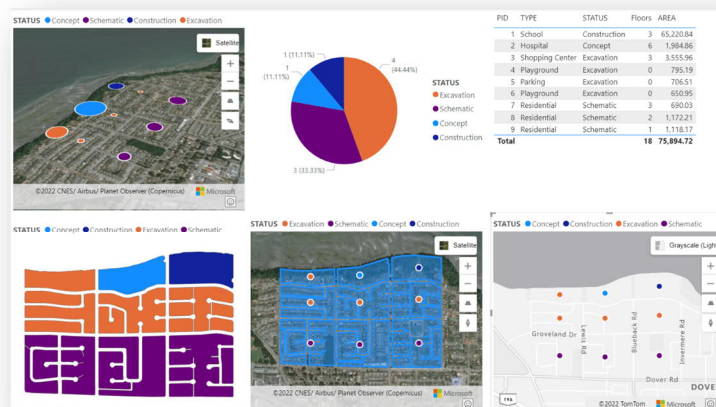 STATUS Concept Schematic Construction Excavation
Satellite
©2022 CNES/ Airbus/ Planet Observer (Copernicus) Microsoft
1 (11.11%)
1
(11.11%)
4
(44.44%)
3 (33.33%)
STATUS
Excavation
Schematic
Concept
Construction
PID TYPE STATUS Floors AREA
1 School Construction 3 65,220.84
2 Hospital Concept 6 1,984.86
3 Shopping Center Excavation 3 3,555.96
4 Playground Excavation 0 795.19
5 Parking Excavation 0 706.51
6 Playground Excavation 0 650.95
7 Residential Schematic 3 690.03
8 Residential Schematic 2 1,172.21
9 Residential Schematic 1 1,118.17
Total 18 75,894.72
STATUS Concept Construction Excavation Schematic
STATUS Excavation Schematic Concept Construction
Satellite
©2022 CNES/ Airbus/ Planet Observer (Copernicus) Microsoft
STATUS Concept Construction Excavation Schematic
Grayscale (Ligh
Groveland Dr
Lewis Rd
Blueback Rd
Invermere Rd
Dover Rd
DOVE
19A
©2022 TomTom Microsoft